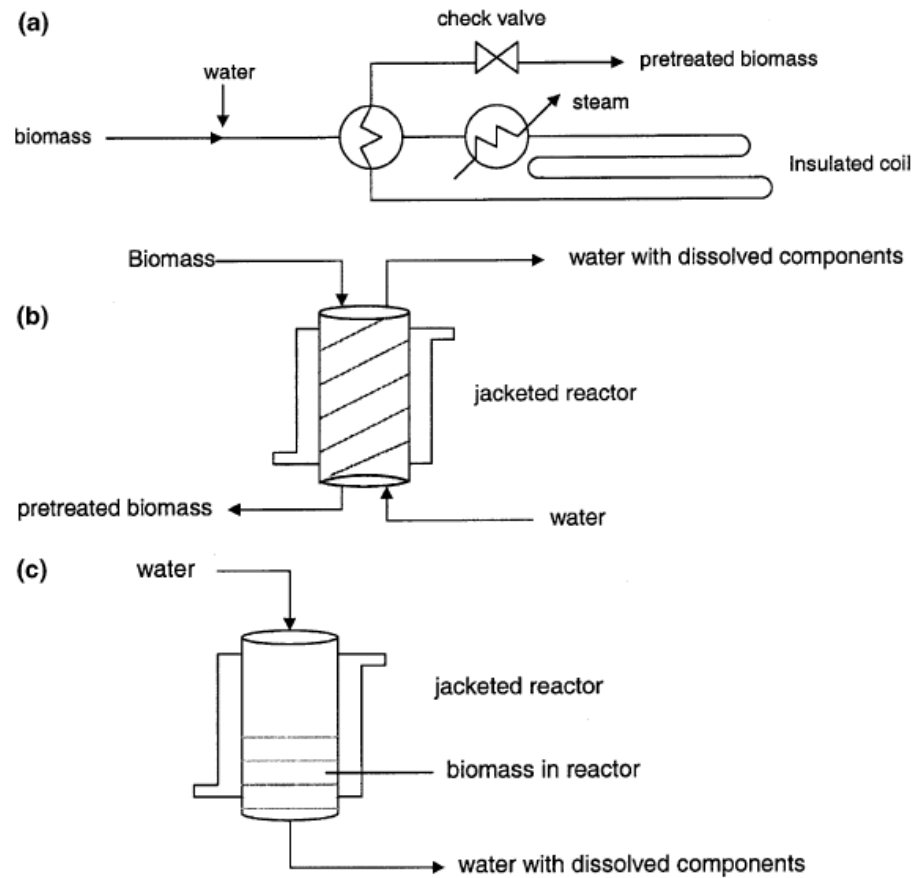 (a)
check valve
water
pretreated biomass
steam
biomass
Insulated coil
Biomass
water with dissolved components
(b)
jacketed reactor
pretreated biomass
water
(c)
water
jacketed reactor
biomass in reactor
water with dissolved components